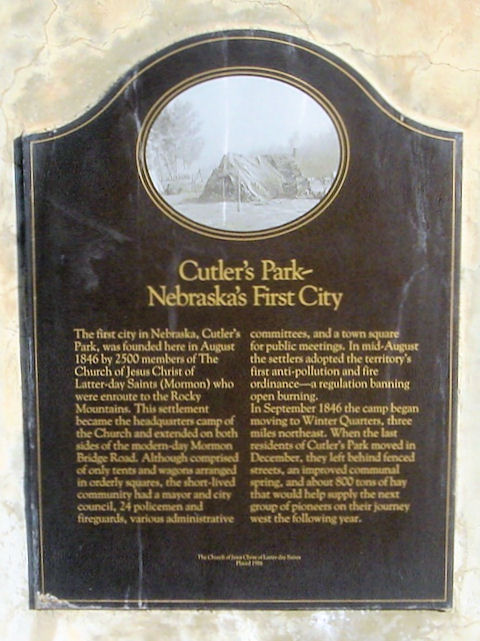 Cutler's Park-
Nebraska's First City
The first city in Nebraska, Cutler's
Park, was founded here in August
1846 by 2500 members of The
Church of Jesus Christ of
Latter-day Saints (Mormon) who
were enroute to the Rocky
Mountains. This settlement
became the headquarters camp of
the Church and extended on both
sides of the modern-day Mormon
Bridge Road. Although comprised
of only tents and wagons arranged
in orderly squares, the short-lived
community had a mayor and city
council, 24 policemen and
fireguards, various administrative
committees, and a town square
for public meetings. In mid-August
the settlers adopted the territory's
first anti-pollution and fire
ordinance—a regulation banning
open burning.
In September 1846 the camp began
moving to Winter Quarters, three
miles northeast. When the last
residents of Cutler's Park moved in
December, they left behind fenced
streets, an improved communal
spring, and about 800 tons of hay
that would help supply the next
group of pioneers on their journey
west the following year.
The Church of Jesus Christ of Latter-day Saints
Placed